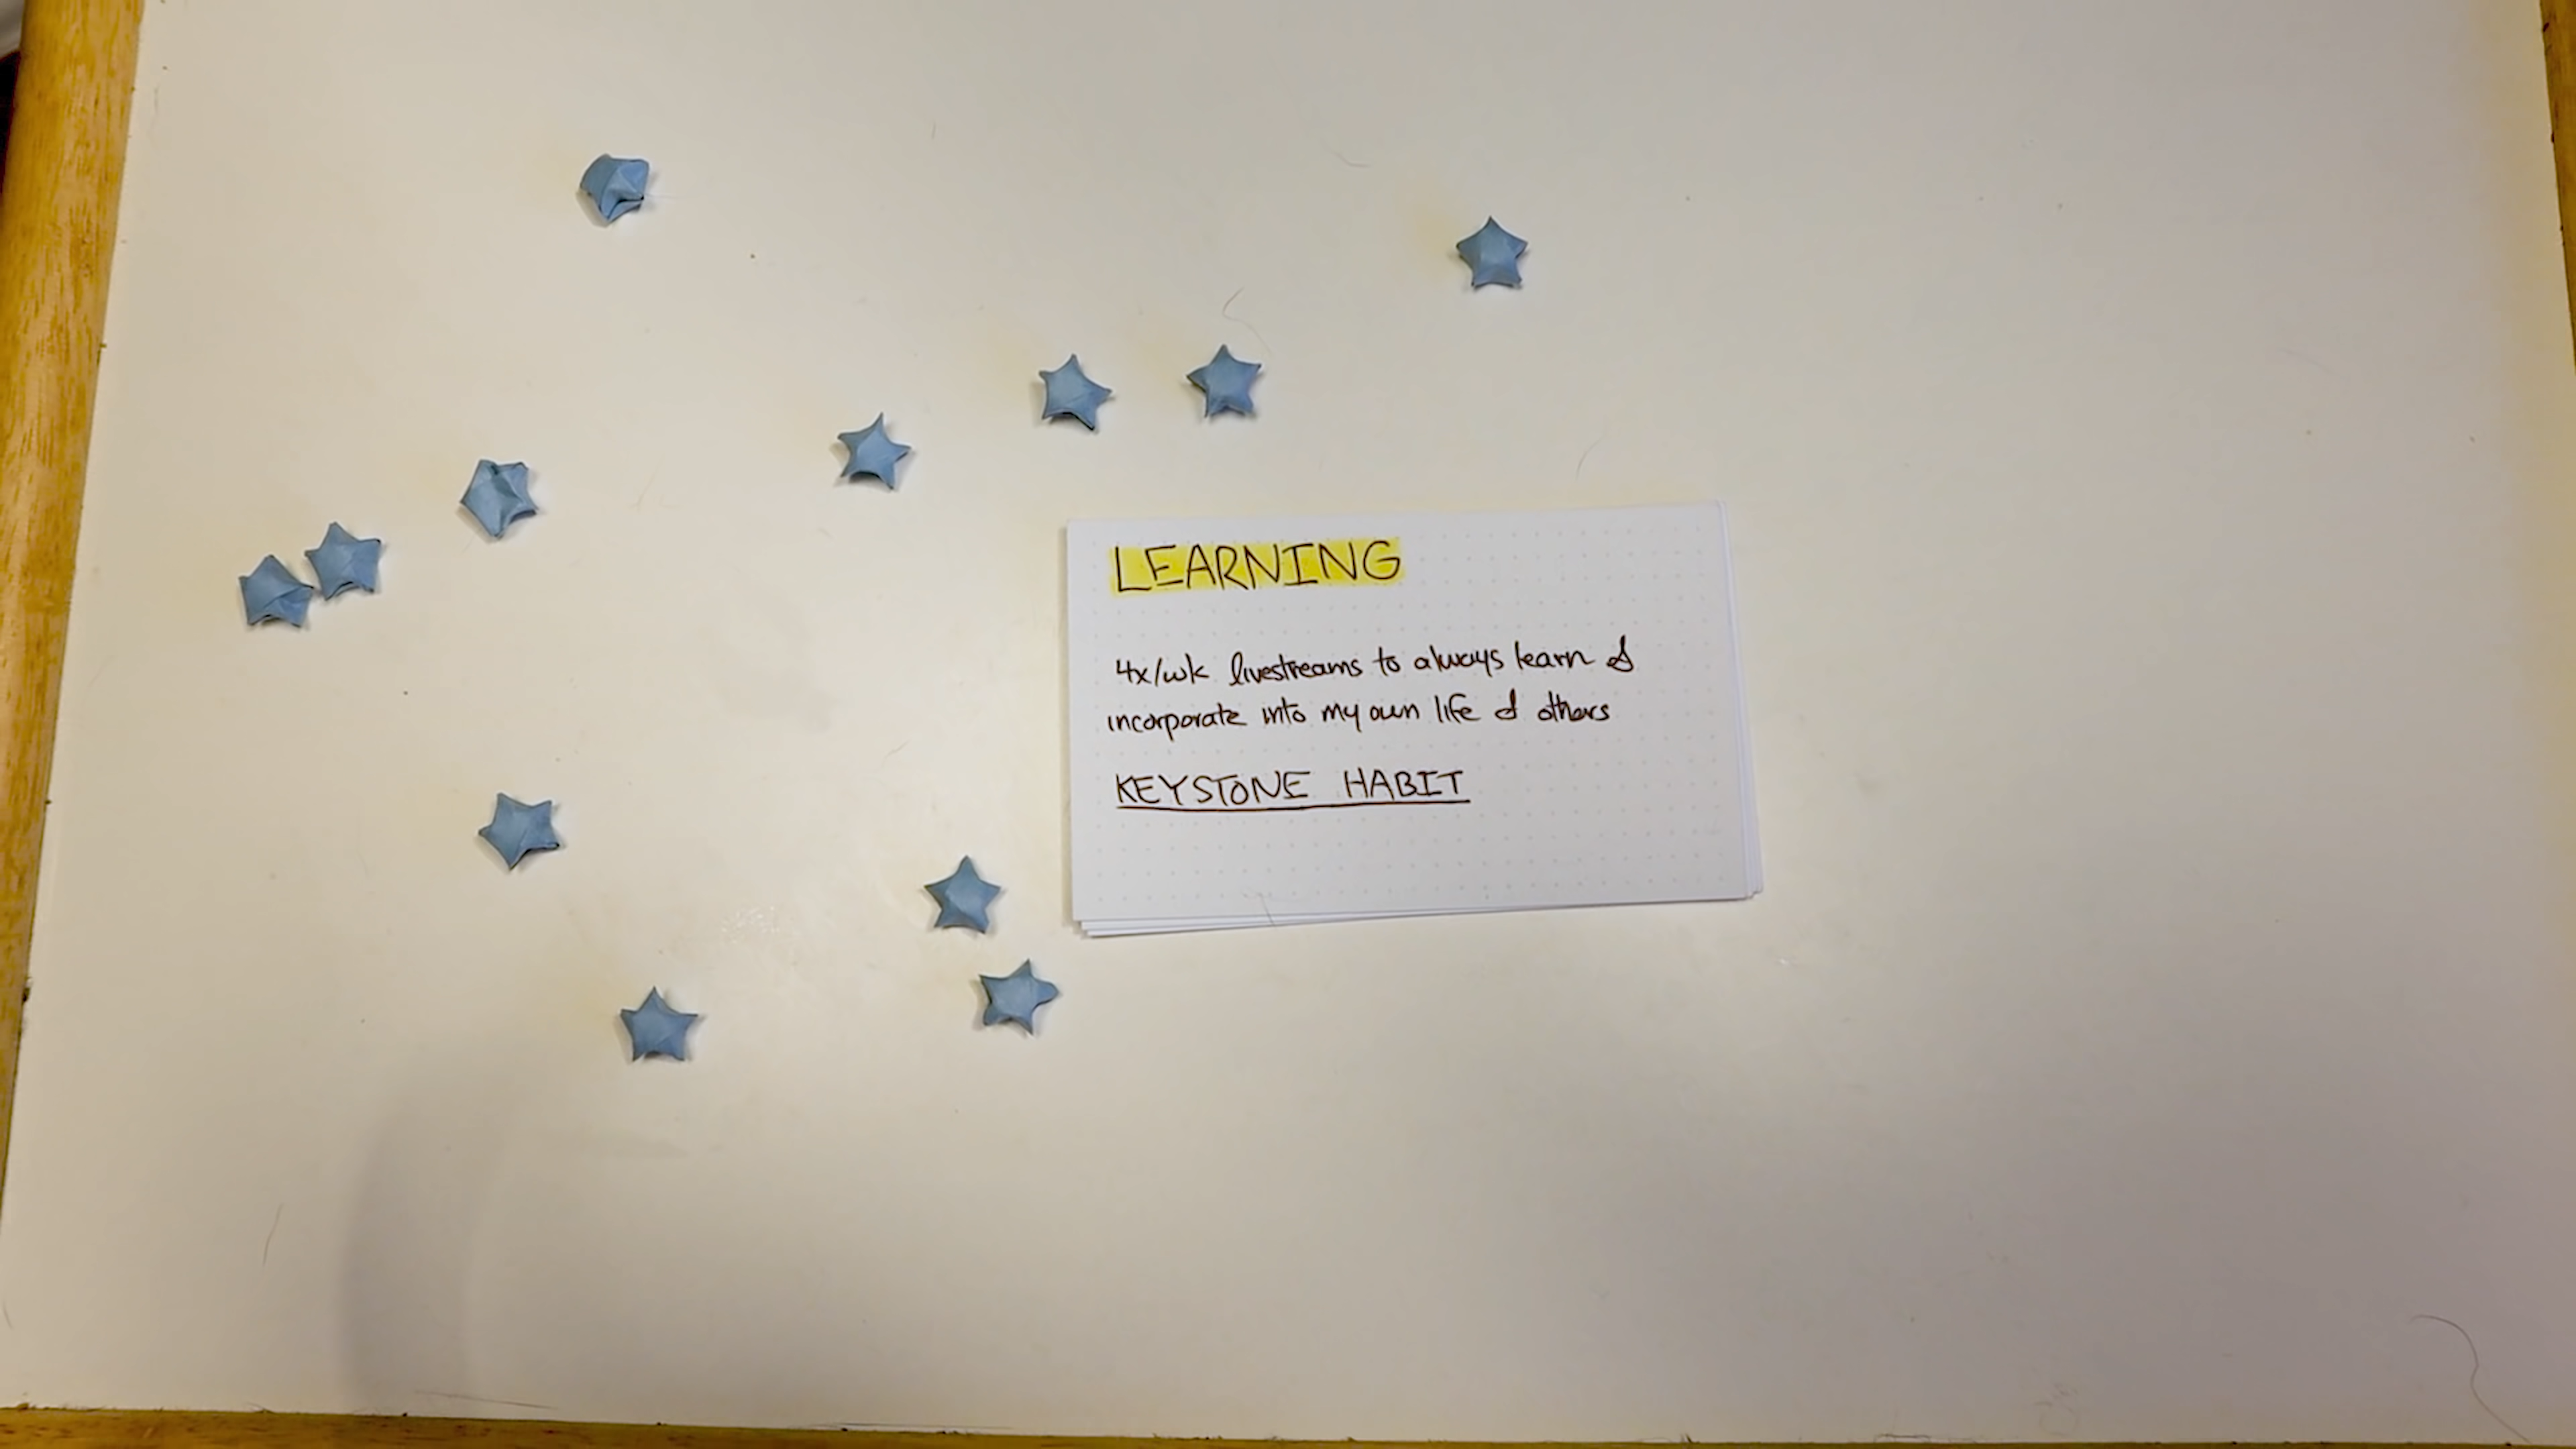 LEARNING
4x/wk livestreams to always learn &
incorporate into my own life & others
KEYSTONE HABIT